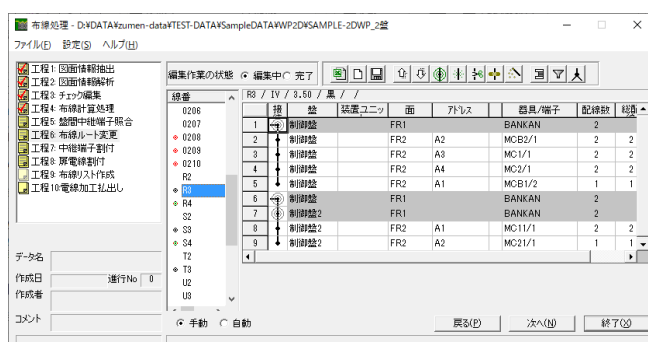 布線処理 - D:¥DATA¥zumen-data¥TEST-DATA¥SampleDATA¥WP2D¥SAMPLE-2DWP_2盤
ファイル(F) 設定(S) ヘルプ(H)
工程1: 図面情報抽出
工程2: 図面情報解析
工程3: チェック編集
工程4: 布線計算処理
工程5: 盤間中継端子照合
工程6: 布線ルート変更
工程7: 中継端子割付
工程8: 扉電線割付
工程9: 布線リスト作成
工程10:電線加工払出し
データ名
作成日 進行No 0
作成者
コメント
編集作業の状態 編集中 完了
線番
0206
0207
0208
0209
0210
R2
R3
R4
S2
S3
S4
T2
T3
U2
U3
R3 / IV / 3.50 / 黒 / /
接 盤 装置ユニッ 面 アドレス 器具/端子 配線数 総
1 制御盤 FR1 BANKAN 2
2 制御盤 FR2 A2 MCB2/1 2 2
3 制御盤 FR2 A3 MC1/1 2 2
4 制御盤 FR2 A4 MC2/1 2 2
5 制御盤 FR2 A1 MCB1/2 1 1
6 制御盤 FR1 BANKAN 2
7 制御盤2 FR1 BANKAN 2
8 制御盤2 FR2 A1 MC11/1 2 2
9 制御盤2 FR2 A2 MC21/1 1 1
手動 自動 戻る(P) 次へ(N) 終了(X)